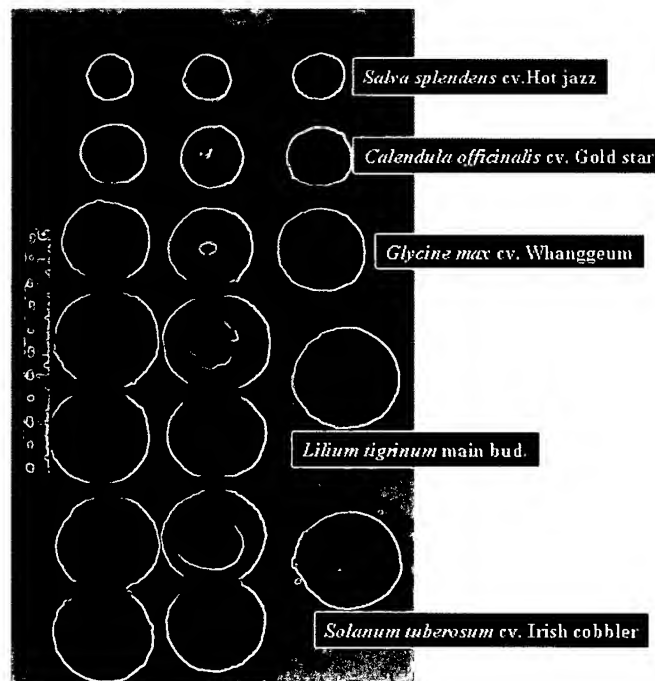 Salva splendens cv.Hot jazz
Calendula officinalis cv. Gold star
Glycine max cv. Whanggeum
Lilium tigrinum main bud.
Solanum tuberosum cv. Irish cobbler